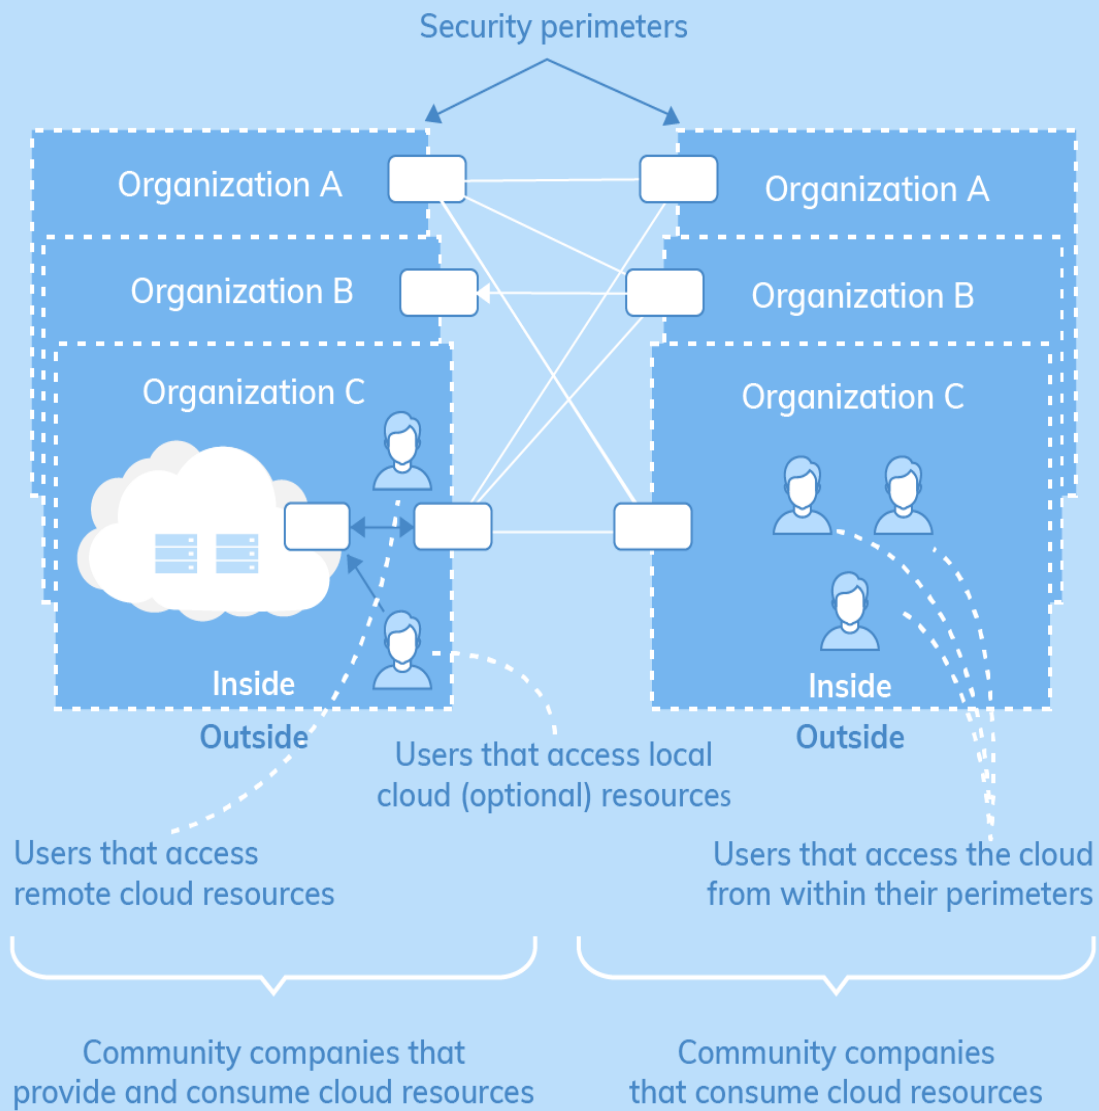 Security perimeters
Organization A
Organization B
Organization C
Inside
Outside
Organization A
Organization B
Organization C
Inside
Outside
Users that access local
cloud (optional) resources
Users that access
remote cloud resources
Users that access the cloud
from within their perimeters
Community companies that
provide and consume cloud resources
Community companies
that consume cloud resources